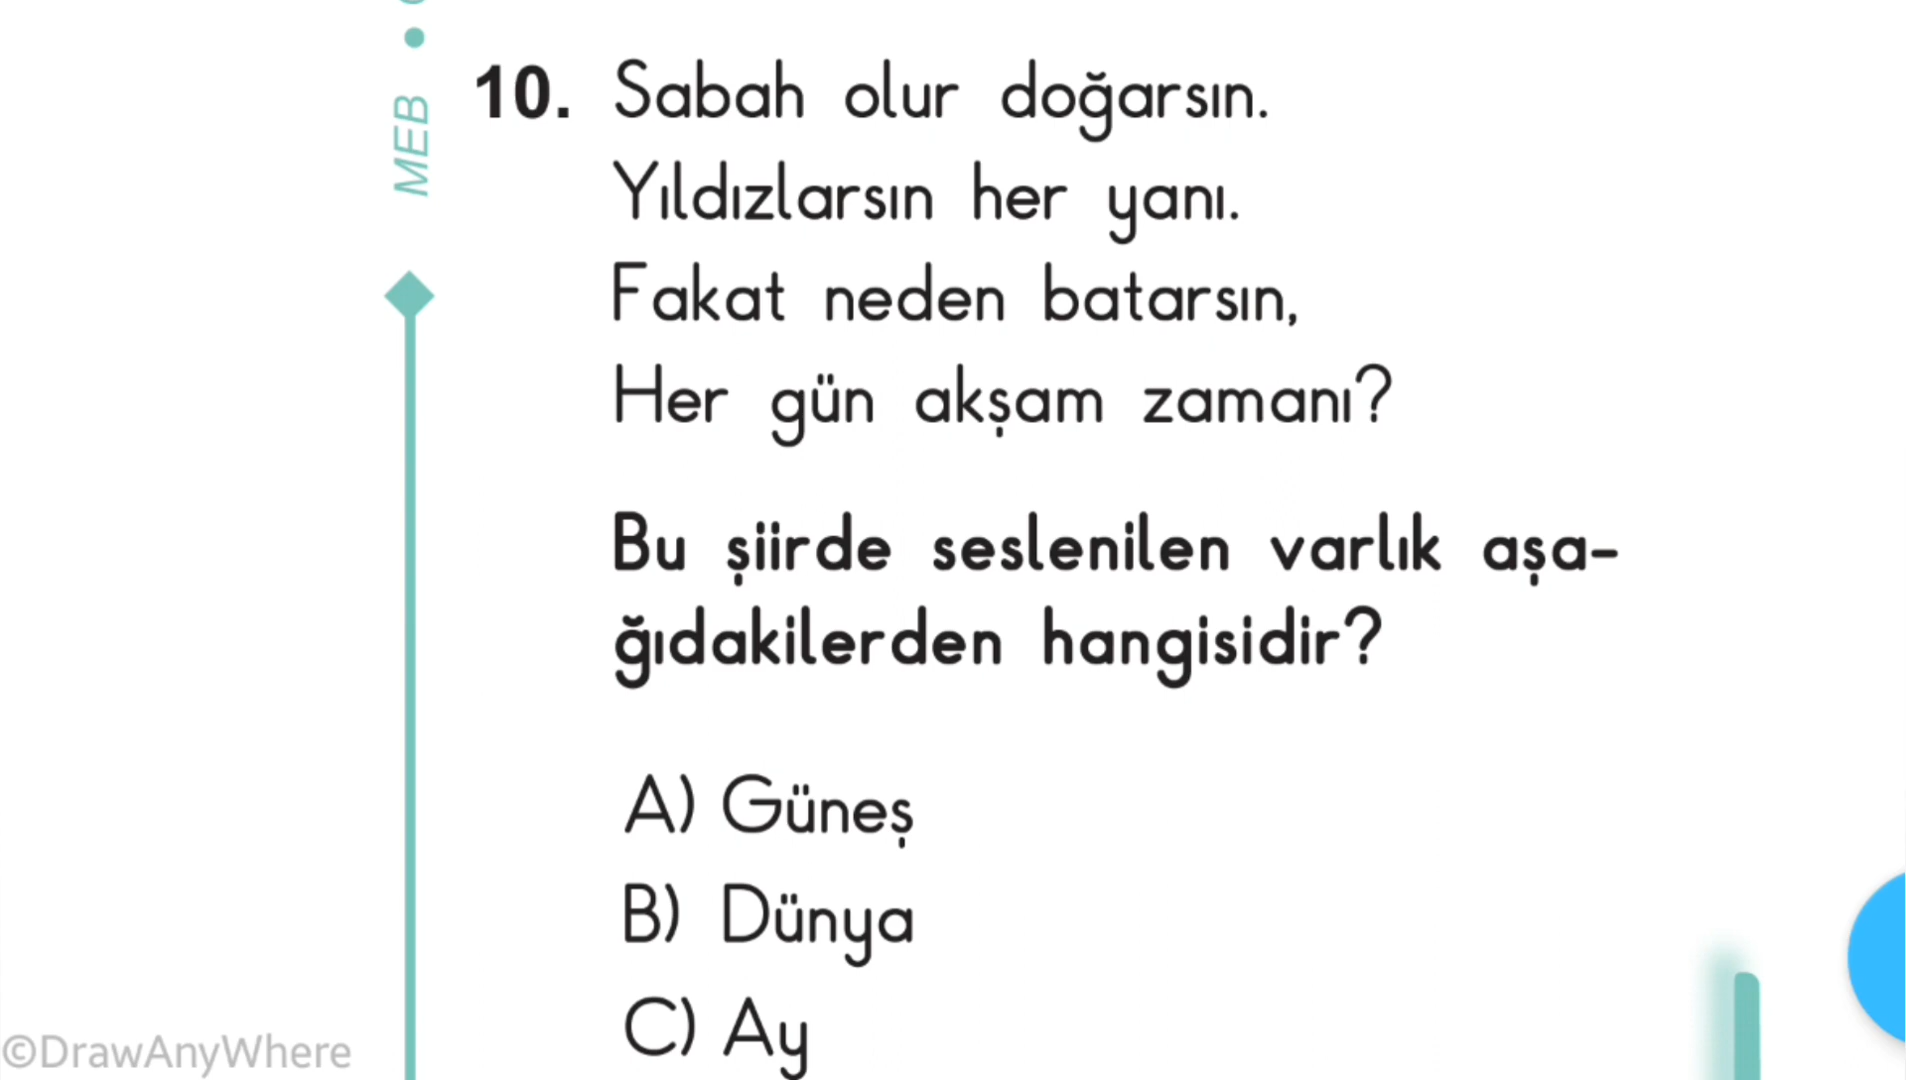 MEB
10. Sabah olur doğarsın.
Yıldızlarsın her yanı.
Fakat neden batarsın,
Her gün akşam zamanı?
Bu şiirde seslenilen varlık aşa-
ğıdakilerden hangisidir?
A) Güneş
B) Dünya
C) Ay
©DrawAnyWhere